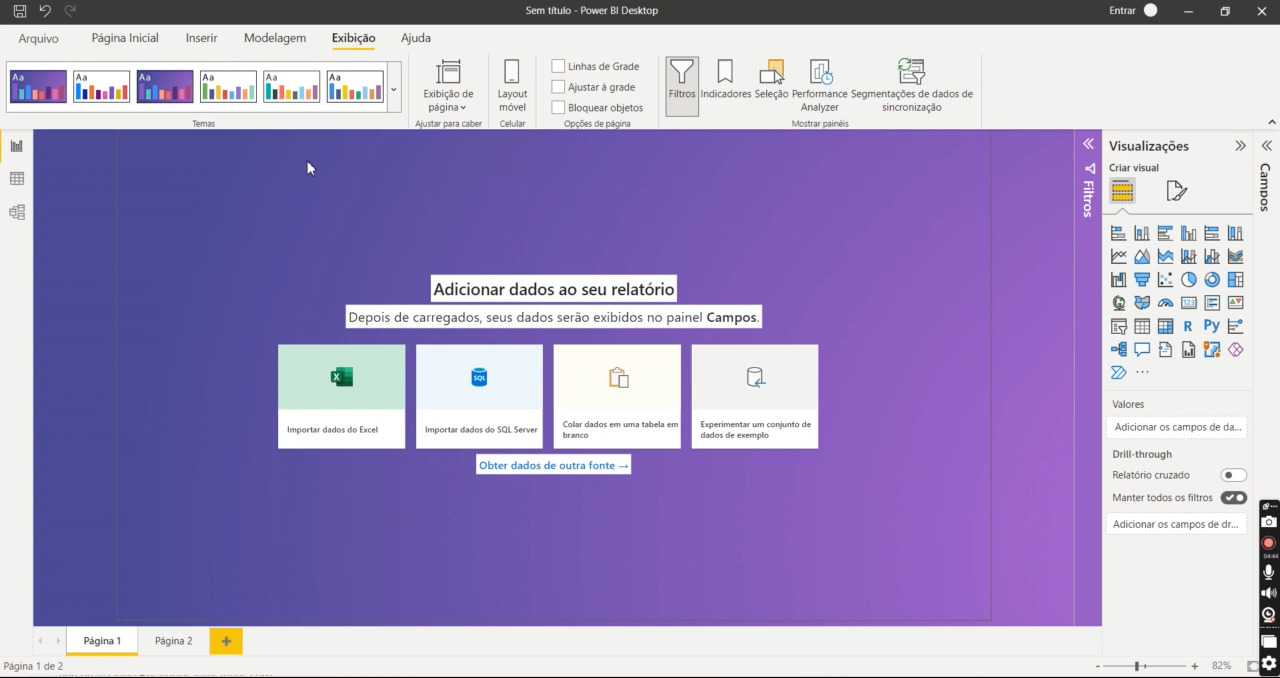 Sem título - Power BI Desktop
Entrar
Arquivo
Página Inicial
Inserir
Modelagem
Exibição
Ajuda
Aa
Aa
Aa
Aa
Aa
Aa
Temas
Exibição de
página
Ajustar para caber
Layout
móvel
Celular
Linhas de Grade
Ajustar à grade
Bloquear objetos
Opções de página
Filtros
Indicadores
Seleção
Performance
Analyzer
Segmentações de dados de
sincronização
Mostrar painéis
Adicionar dados ao seu relatório
Depois de carregados, seus dados serão exibidos no painel Campos.
X
Importar dados do Excel
SQL
Importar dados do SQL Server
Colar dados em uma tabela em
branco
Experimentar um conjunto de
dados de exemplo
Obter dados de outra fonte →
Filtros
Visualizações
Criar visual
123
R
Py
Valores
Adicionar os campos de da...
Drill-through
Relatório cruzado
Manter todos os filtros
Adicionar os campos de dr...
Campos
04:44
Página 1
Página 2
+
Página 1 de 2
- + 82%